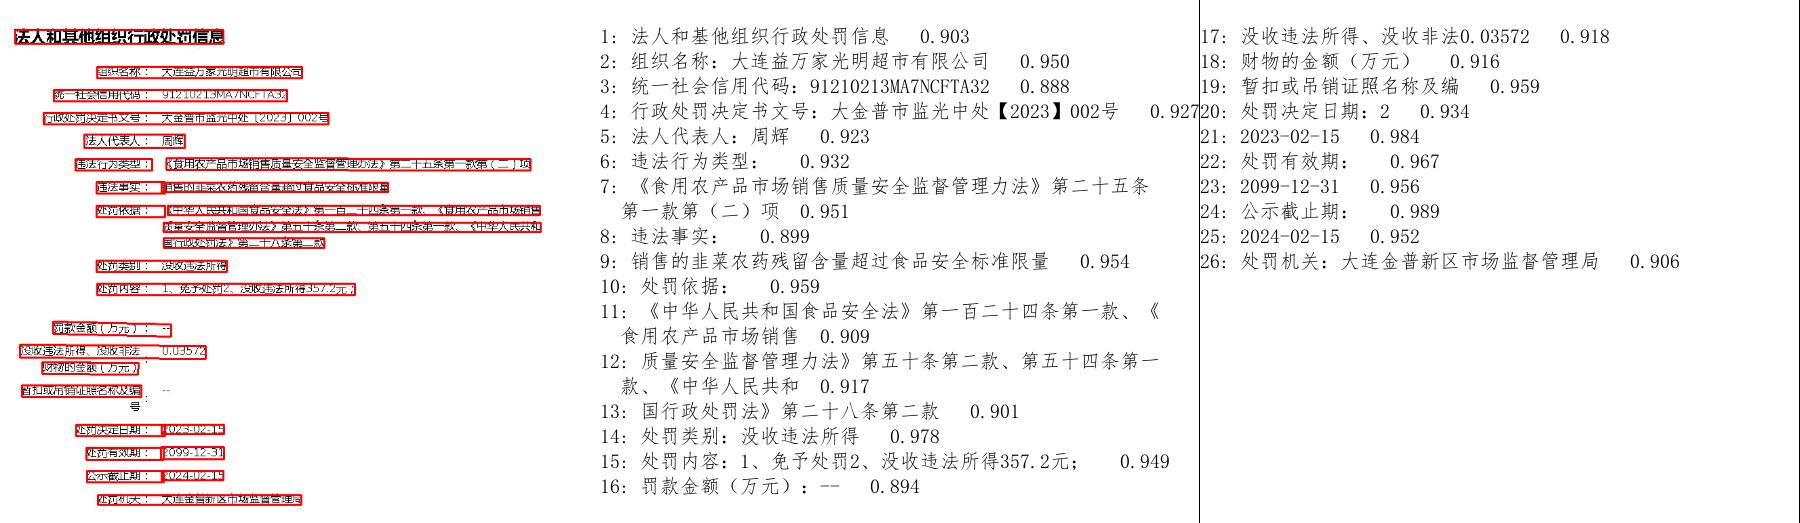 法人和其他组织行政处罚信息
组织名称： 大连益万家光明超市有限公司
统一社会信用代码： 91210213MA7NCFTA32
行政处罚决定书文号： 大金普市监光中处〔2023〕002号
法人代表人： 周辉
违法行为类型： 《食用农产品市场销售质量安全监督管理办法》第二十五条第一款第（二）项
违法事实： 销售的韭菜农药残留含量超过食品安全标准限量
处罚依据： 《中华人民共和国食品安全法》第一百二十四条第一款、《食用农产品市场销售
质量安全监督管理办法》第五十条第二款、第五十四条第一款、《中华人民共和
国行政处罚法》第二十八条第二款
处罚类别： 没收违法所得
处罚内容： 1、免予处罚2、没收违法所得357.2元；
罚款金额（万元）： --
没收违法所得、没收非法 0.03572
财物的金额（万元）：
暂扣或吊销证照名称及编 --
号：
处罚决定日期： 2023-02-15
处罚有效期： 2099-12-31
公示截止期： 2024-02-15
处罚机关： 大连金普新区市场监督管理局
1: 法人和基他组织行政处罚信息 0.903
2: 组织名称：大连益万家光明超市有限公司 0.950
3: 统一社会信用代码：91210213MA7NCFTA32 0.888
4: 行政处罚决定书文号：大金普市监光中处【2023】002号 0.927
5: 法人代表人：周辉 0.923
6: 违法行为类型： 0.932
7: 《食用农产品市场销售质量安全监督管理力法》第二十五条
第一款第（二）项 0.951
8: 违法事实： 0.899
9: 销售的韭菜农药残留含量超过食品安全标准限量 0.954
10: 处罚依据： 0.959
11: 《中华人民共和国食品安全法》第一百二十四条第一款、《
食用农产品市场销售 0.909
12: 质量安全监督管理力法》第五十条第二款、第五十四条第一
款、《中华人民共和 0.917
13: 国行政处罚法》第二十八条第二款 0.901
14: 处罚类别：没收违法所得 0.978
15: 处罚内容：1、免予处罚2、没收违法所得357.2元； 0.949
16: 罚款金额（万元）：-- 0.894
17: 没收违法所得、没收非法0.03572 0.918
18: 财物的金额（万元） 0.916
19: 暂扣或吊销证照名称及编 0.959
20: 处罚决定日期：2 0.934
21: 2023-02-15 0.984
22: 处罚有效期： 0.967
23: 2099-12-31 0.956
24: 公示截止期： 0.989
25: 2024-02-15 0.952
26: 处罚机关：大连金普新区市场监督管理局 0.906